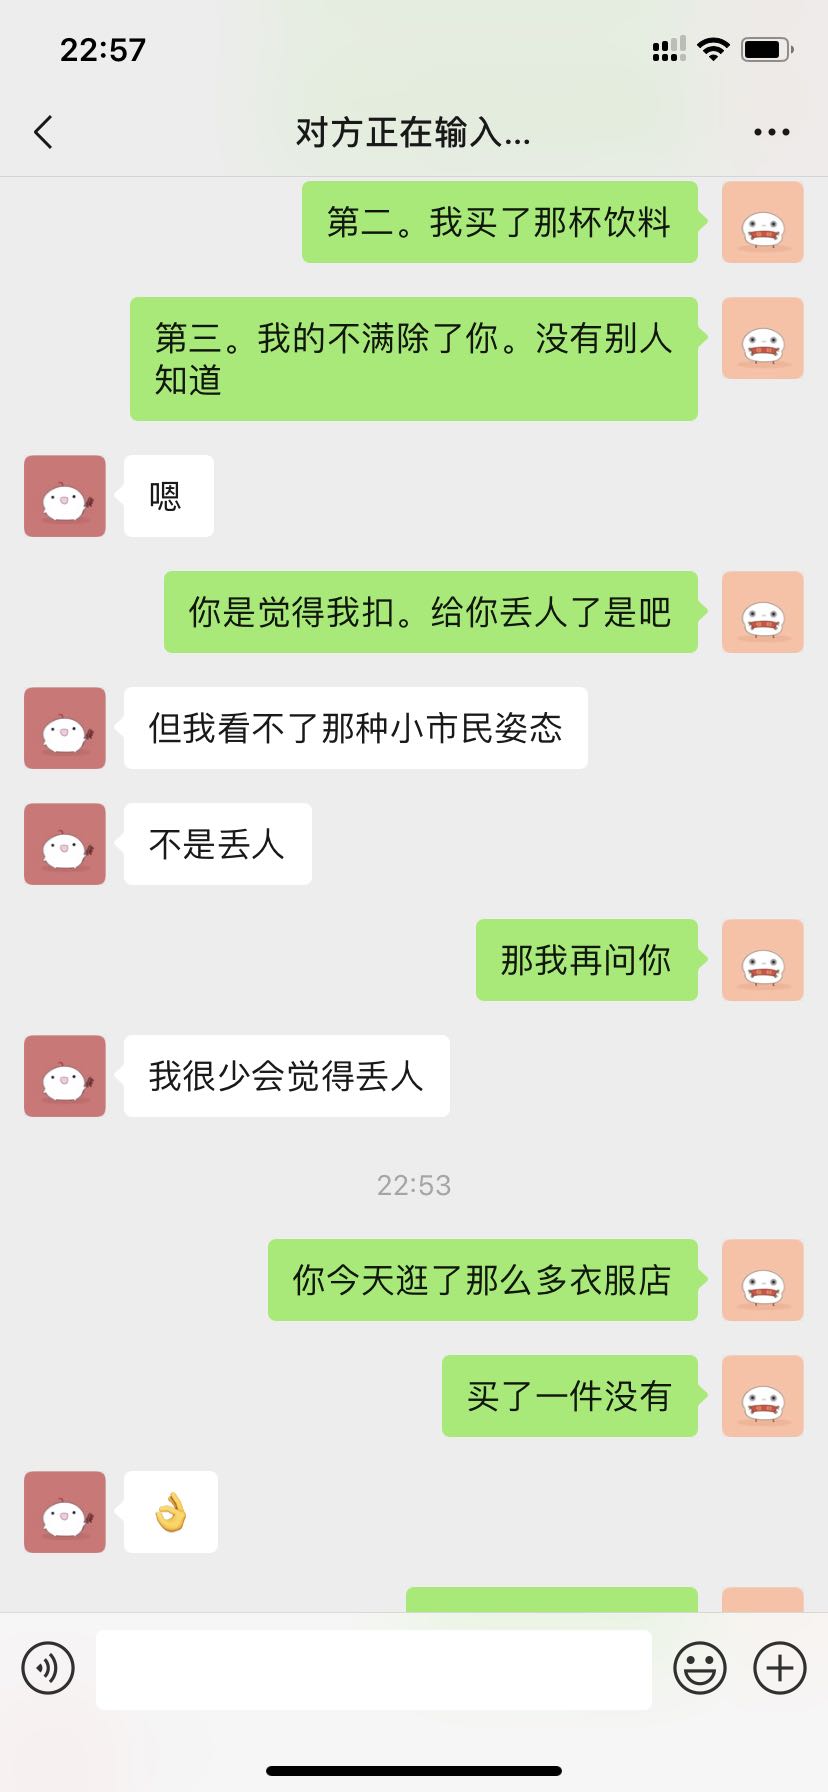 22:57
对方正在输入...
第二。我买了那杯饮料
第三。我的不满除了你。没有别人
知道
嗯
你是觉得我扣。给你丢人了是吧
但我看不了那种小市民姿态
不是丢人
那我再问你
我很少会觉得丢人
22:53
你今天逛了那么多衣服店
买了一件没有
👌